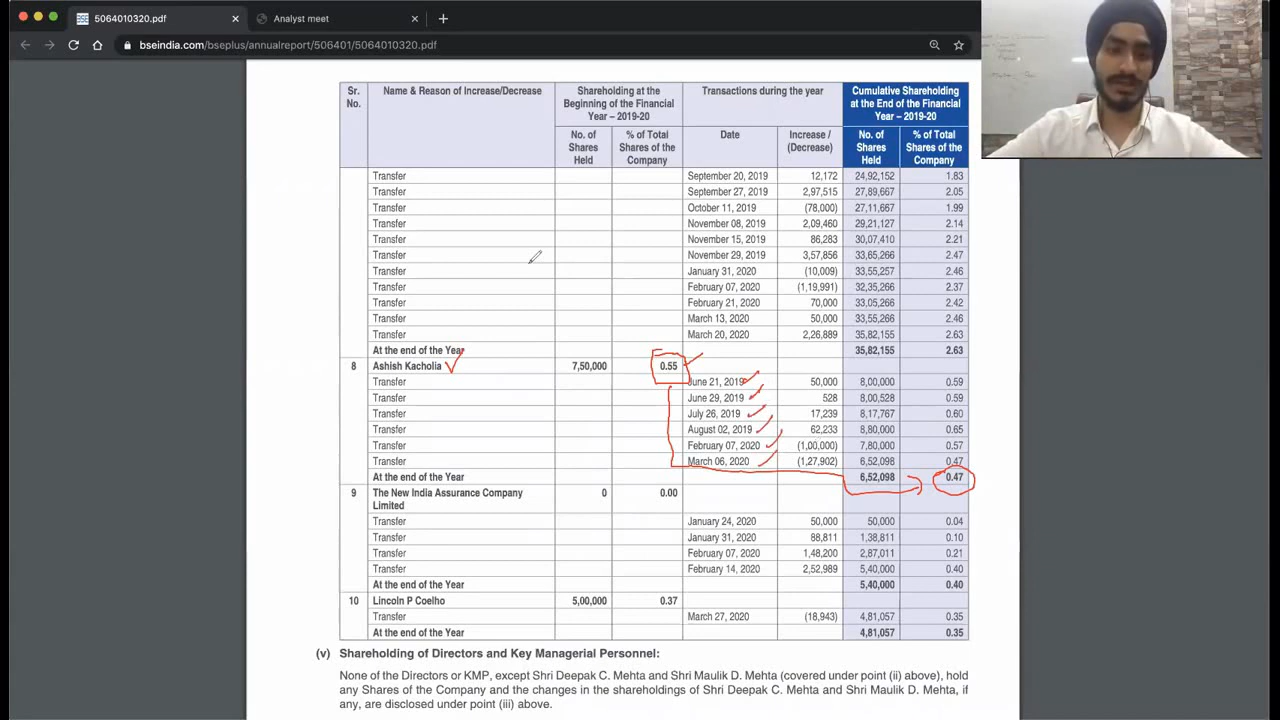 5064010320.pdf
Analyst meet
bseindia.com/bseplus/annualreport/506401/5064010320.pdf
Sr. No. Name & Reason of Increase/Decrease Shareholding at the Beginning of the Financial Year – 2019-20 Transactions during the year Cumulative Shareholding at the End of the Financial Year – 2019-20
No. of Shares Held % of Total Shares of the Company Date Increase / (Decrease) No. of Shares Held % of Total Shares of the Company
Transfer September 20, 2019 12,172 24,92,152 1.83
Transfer September 27, 2019 2,97,515 27,89,667 2.05
Transfer October 11, 2019 (78,000) 27,11,667 1.99
Transfer November 08, 2019 2,09,460 29,21,127 2.14
Transfer November 15, 2019 86,283 30,07,410 2.21
Transfer November 29, 2019 3,57,856 33,65,266 2.47
Transfer January 31, 2020 (10,009) 33,55,257 2.46
Transfer February 07, 2020 (1,19,991) 32,35,266 2.37
Transfer February 21, 2020 70,000 33,05,266 2.42
Transfer March 13, 2020 50,000 33,55,266 2.46
Transfer March 20, 2020 2,26,889 35,82,155 2.63
At the end of the Year 35,82,155 2.63
8 Ashish Kacholia 7,50,000 0.55
Transfer June 21, 2019 50,000 8,00,000 0.59
Transfer June 29, 2019 528 8,00,528 0.59
Transfer July 26, 2019 17,239 8,17,767 0.60
Transfer August 02, 2019 62,233 8,80,000 0.65
Transfer February 07, 2020 (1,00,000) 7,80,000 0.57
Transfer March 06, 2020 (1,27,902) 6,52,098 0.47
At the end of the Year 6,52,098 0.47
9 The New India Assurance Company Limited 0 0.00
Transfer January 24, 2020 50,000 50,000 0.04
Transfer January 31, 2020 88,811 1,38,811 0.10
Transfer February 07, 2020 1,48,200 2,87,011 0.21
Transfer February 14, 2020 2,52,989 5,40,000 0.40
At the end of the Year 5,40,000 0.40
10 Lincoln P Coelho 5,00,000 0.37
Transfer March 27, 2020 (18,943) 4,81,057 0.35
At the end of the Year 4,81,057 0.35
(v) Shareholding of Directors and Key Managerial Personnel:
None of the Directors or KMP, except Shri Deepak C. Mehta and Shri Maulik D. Mehta (covered under point (ii) above), hold
any Shares of the Company and the changes in the shareholdings of Shri Deepak C. Mehta and Shri Maulik D. Mehta, if
any, are disclosed under point (iii) above.